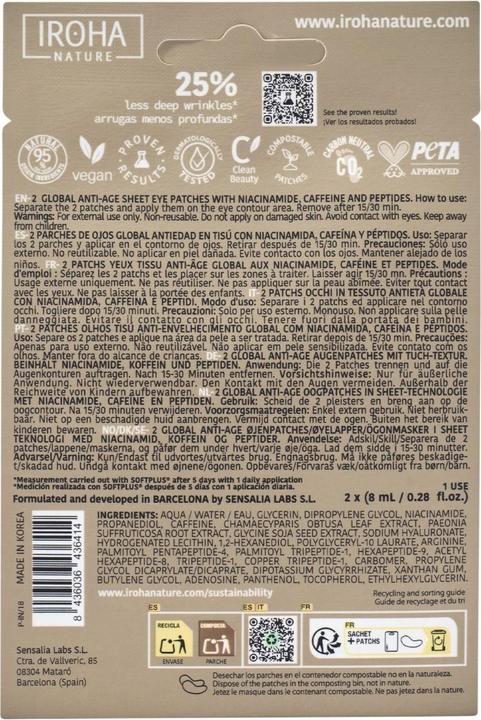 IROHA
NATURE
www.irohanature.com
25%
less deep wrinkles*
arrugas menos profundas*
See the proven results!
¡Ver los resultados probados!
NATURAL
95%
ORIGIN INGREDIENTS
vegan
PROVEN
RESULTS
DERMATOLOGICALLY
TESTED
Clean
Beauty
COMPOSTABLE
PATCHES
CARBON NEUTRAL
CO2
PETA
APPROVED
EN- 2 GLOBAL ANTI-AGE SHEET EYE PATCHES WITH NIACINAMIDE, CAFFEINE AND PEPTIDES. How to use:
Separate the 2 patches and apply them on the eye contour area. Remove after 15/30 min.
Warnings: For external use only. Non-reusable. Do not apply on damaged skin. Avoid contact with eyes. Keep away
from children.
ES- 2 PARCHES DE OJOS GLOBAL ANTIEDAD EN TISÚ CON NIACINAMIDA, CAFEÍNA Y PÉPTIDOS. Uso: Separar
los 2 parches y aplicar en el contorno de ojos. Retirar después de 15/30 min. Precauciones: Sólo uso
externo. No reutilizable. No aplicar en piel dañada. Evite contacto con los ojos. Mantener alejado de los
niños. FR- 2 PATCHS YEUX TISSU ANTI-ÂGE GLOBAL AUX NIACINAMIDE, CAFÉINE ET PEPTIDES. Mode
d'emploi : Séparez les 2 patchs et les placer sur les zones à traiter. Laisser agir 15/30 mn. Précautions :
Usage externe uniquement. Ne pas réutiliser. Ne pas appliquer sur la peau abimée. Eviter tout contact
avec les yeux. Ne pas laisser à la portée des enfants. IT- 2 PATCHS OCCHI IN TESSUTO ANTIETÀ GLOBALE
CON NIACINAMIDE, CAFFEINA E PEPTIDI. Modo d'uso: Separare i 2 patchs ed applicare nel contorno
occhi. Togliere dopo 15/30 minuti. Precauzioni: Solo per uso esterno. Monouso. Non applicare sulla pelle
danneggiata. Evitare il contatto con gli occhi. Tenere fuori dalla portata dei bambini.
PT- 2 PATCHES OLHOS TISÚ ANTI-ENVELHECIMENTO GLOBAL COM NIACINAMIDA, CAFEÍNA E PÉPTIDOS.
Uso: Separe os 2 patches e aplique na área da pele a ser tratada. Retirar depois de 15/30 min. Precauções:
Apenas para uso externo. Não reutilizável. Não aplicar em pele sensibilizada. Evite contato com os
olhos. Manter fora do alcance de crianças. DE- 2 GLOBAL ANTI-AGE AUGENPATCHES MIT TUCH-TEXTUR.
BEINHALT NIACINAMIDE, KOFFEIN UND PEPTIDEN. Anwendung: Die 2 Patches trennen und auf die
Augenkonturen auftragen. Nach 15-30 Minuten entfernen. Vorsichtshinweise: Nur für äußerliche
Anwendung. Nicht wiederverwendbar. Den Kontakt mit den Augen vermeiden. Außerhalb der
Reichweite von Kindern aufbewahren. NL- 2 GLOBAL ANTI-AGE OOGPATCHES IN SHEET-TECHNOLOGIE
MET NIACINAMIDE, CAFFEINE EN PEPTIDEN. Gebruik: Scheid de 2 pleisters en breng aan op de
oogcontour. Na 15/30 minuten verwijderen. Voorzorgsmaatregelen: Enkel extern gebruik. Niet herbruik-
baar. Niet op een beschadigde huid aanbrengen. Vermijd contact met de ogen. Buiten het bereik van
kinderen bewaren. NO/DK/SE- 2 GLOBAL ANTI-AGE ØJENPATCHES/ØYELAPPER/ÖGONMASKER I SHEET
TEKNOLOGI MED NIACINAMID, KOFFEIN OG PEPTIDER. Anvendelse: Adskil/Skill/Separera de 2
patches/lapper/maskerna, og påfør dem under hvert/varje øje/öga. Lad dem sidde i 15-30 minutter.
Advarsel/Varning: Kun/Endast til udvortes/utvärtes brug. Engangsbrug. Må ikke påføres beskadige-
t/skadad hud. Undgå kontakt med øjnene/ögonen. Opbevares/Förvaras væk/oåtkomligt fra børn/barn.
*Measurement carried out with SOFTPLUS® after 5 days with 1 daily application
*Medición realizada con SOFTPLUS® después de 5 días con 1 aplicación diaria.
1 USE
Formulated and developed in BARCELONA by SENSALIA LABS S.L.
2 x (8 mL / 0.28 fl.oz.)
MADE IN KOREA
P-IN/18
8 436036 436414
INGREDIENTS: AQUA / WATER / EAU, GLYCERIN, DIPROPYLENE GLYCOL, NIACINAMIDE,
PROPANEDIOL, CAFFEINE, CHAMAECYPARIS OBTUSA LEAF EXTRACT, PAEONIA
SUFFRUTICOSA ROOT EXTRACT, GLYCINE SOJA SEED EXTRACT, SODIUM HYALURONATE,
HYDROGENATED LECITHIN, 1,2-HEXANEDIOL, POLYGLYCERYL-10 LAURATE, ARGININE,
PALMITOYL PENTAPEPTIDE-4, PALMITOYL TRIPEPTIDE-1, HEXAPEPTIDE-9, ACETYL
HEXAPEPTIDE-8, TRIPEPTIDE-1, COPPER TRIPEPTIDE-1, CARBOMER, PROPYLENE
GLYCOL DICAPRYLATE/DICAPRATE, DIPOTASSIUM GLYCYRRHIZATE, XANTHAN GUM,
BUTYLENE GLYCOL, ADENOSINE, PANTHENOL, TOCOPHEROL, ETHYLHEXYLGLYCERIN.
www.irohanature.com/sustainability
Recycling and sorting guide
Guide de recyclage et du tri
ES
RECICLA
ENVASE
COMPOSTA
PARCHE
ES IT
FR
FR
SACHET
+ PATCHS
Sensalia Labs S.L.
Ctra. de Vallveric, 85
08304 Mataró
Barcelona (Spain)
Desechar los parches en el contenedor compostable no en la naturaleza.
Dispose of the patches in the composting bin, not in nature.
Jetez le masque dans le contenant compostable. Ne pas jetez dans la nature.